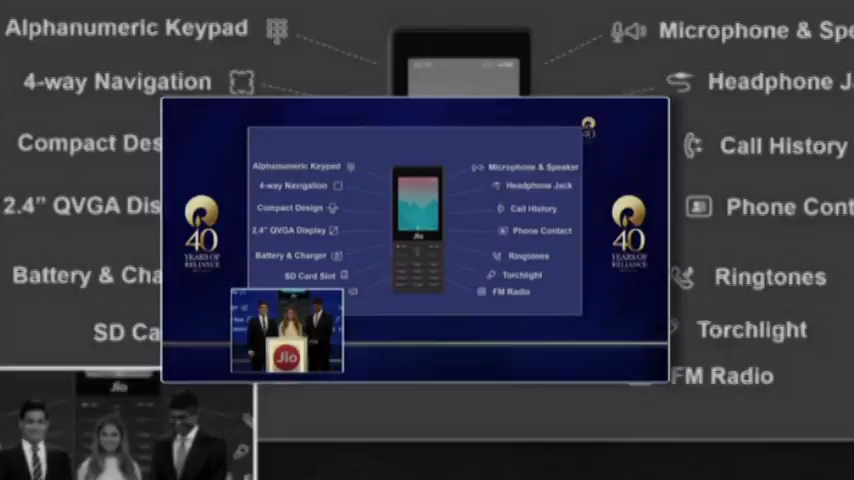 Alphanumeric Keypad
4-way Navigation
Compact Des
2.4" QVGA Dis
Battery & Cha
SD Ca
Microphone & Spe
Headphone J
Call History
Phone Cont
Ringtones
Torchlight
FM Radio
Jio
Alphanumeric Keypad
4-way Navigation
Compact Design
2.4" QVGA Display
Battery & Charger
SD Card Slot
Microphone & Speaker
Headphone Jack
Call History
Phone Contact
Ringtones
Torchlight
FM Radio
Jio
40
YEARS OF
RELIANCE
40
YEARS OF
RELIANCE
40
Jio